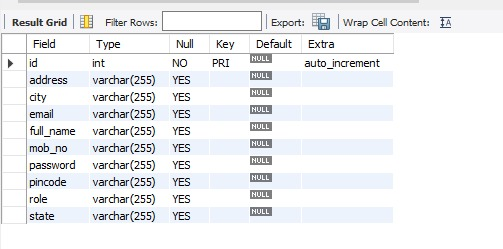 Result Grid Filter Rows: Export: Wrap Cell Content: IA
Field Type Null Key Default Extra
id int NO PRI NULL auto_increment
address varchar(255) YES NULL
city varchar(255) YES NULL
email varchar(255) YES NULL
full_name varchar(255) YES NULL
mob_no varchar(255) YES NULL
password varchar(255) YES NULL
pincode varchar(255) YES NULL
role varchar(255) YES NULL
state varchar(255) YES NULL